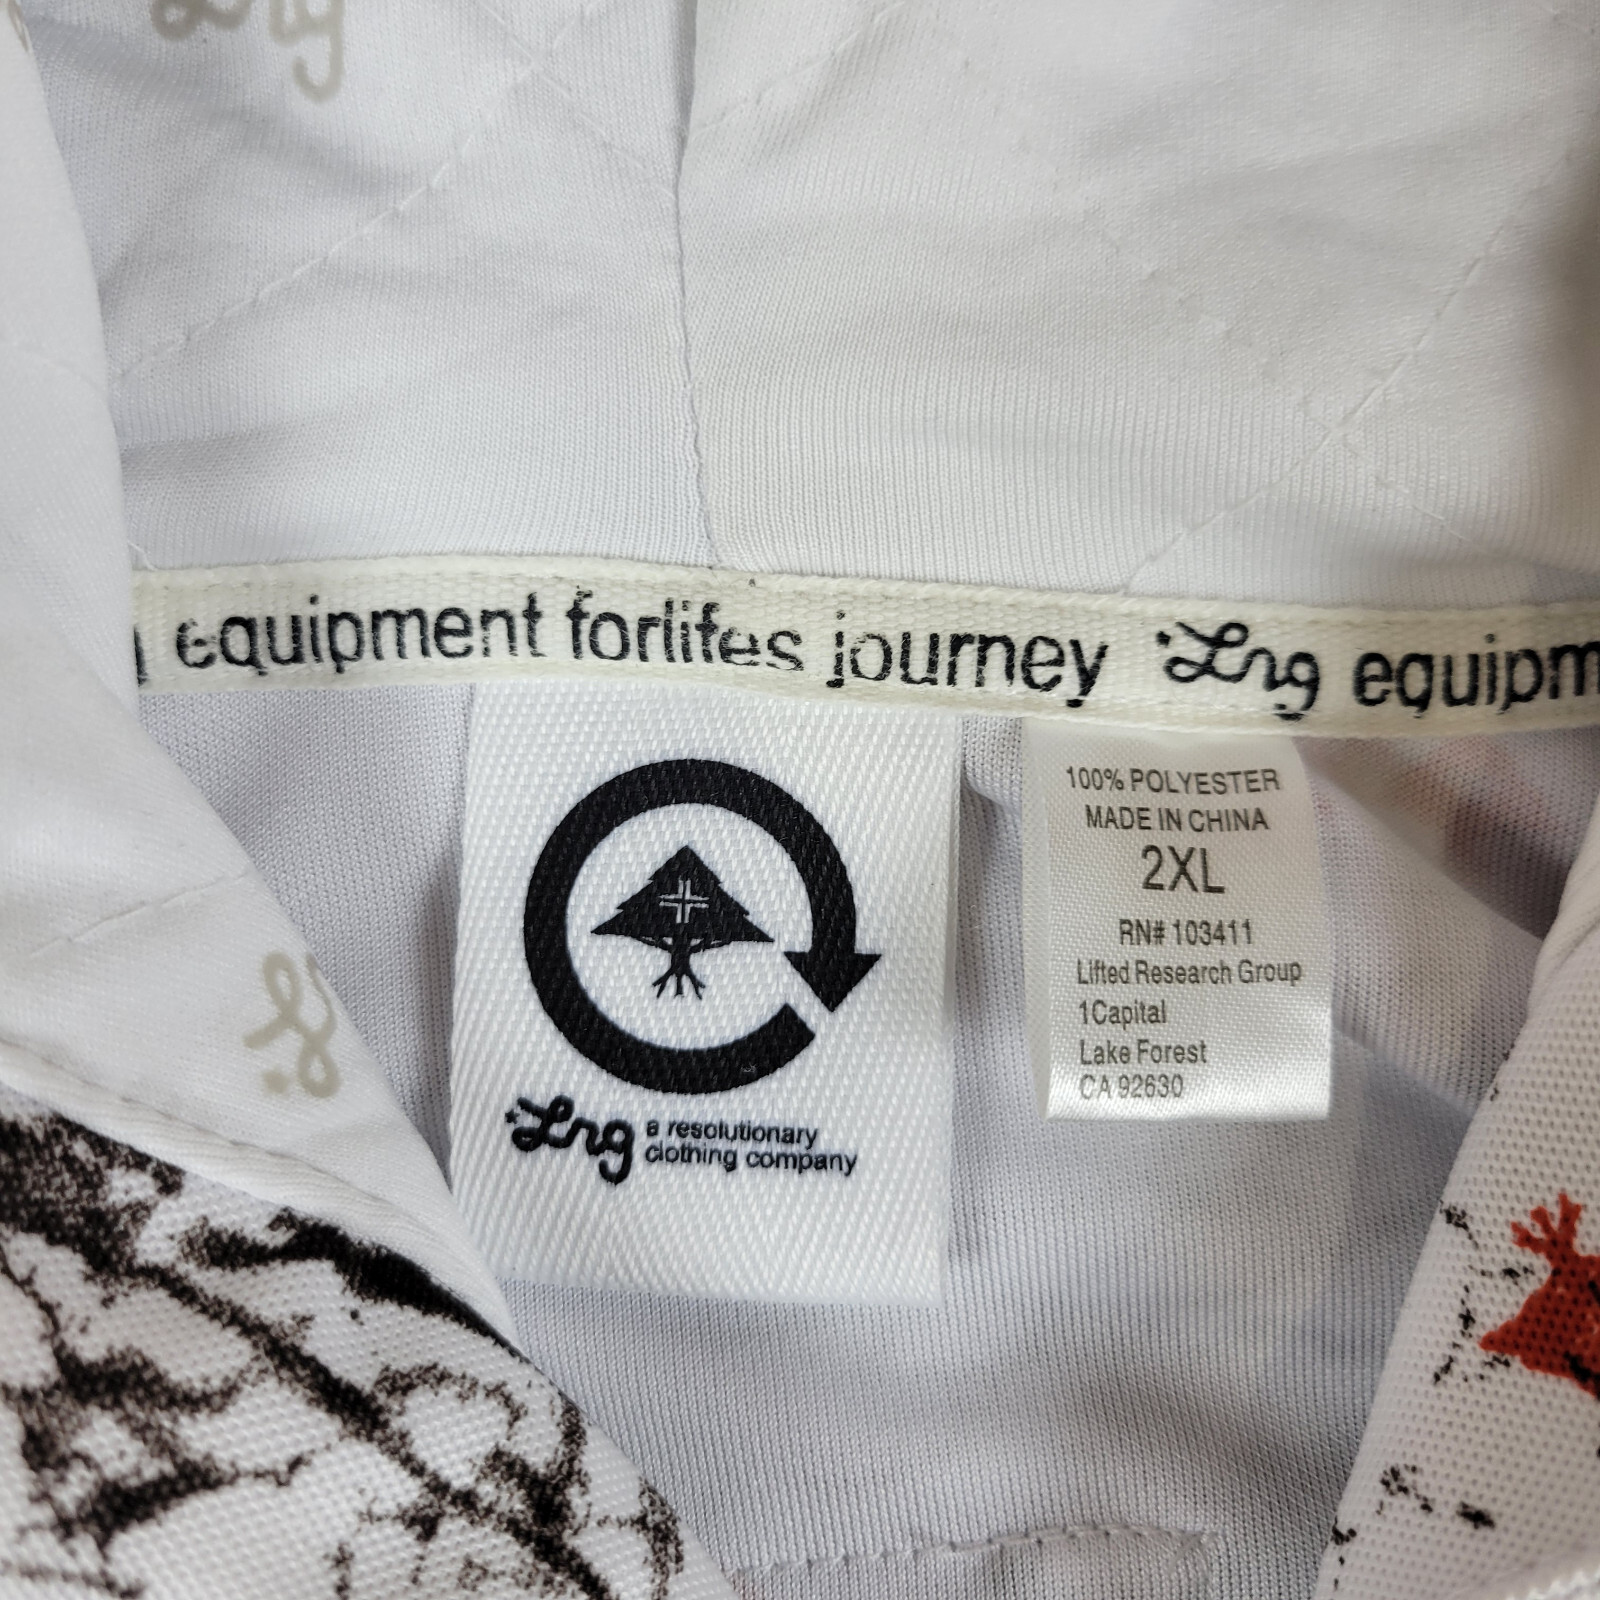 Lrg
equipment forlifes journey Lrg equipm
Lrg a resolutionary
clothing company
100% POLYESTER
MADE IN CHINA
2XL
RN# 103411
Lifted Research Group
1Capital
Lake Forest
CA 92630